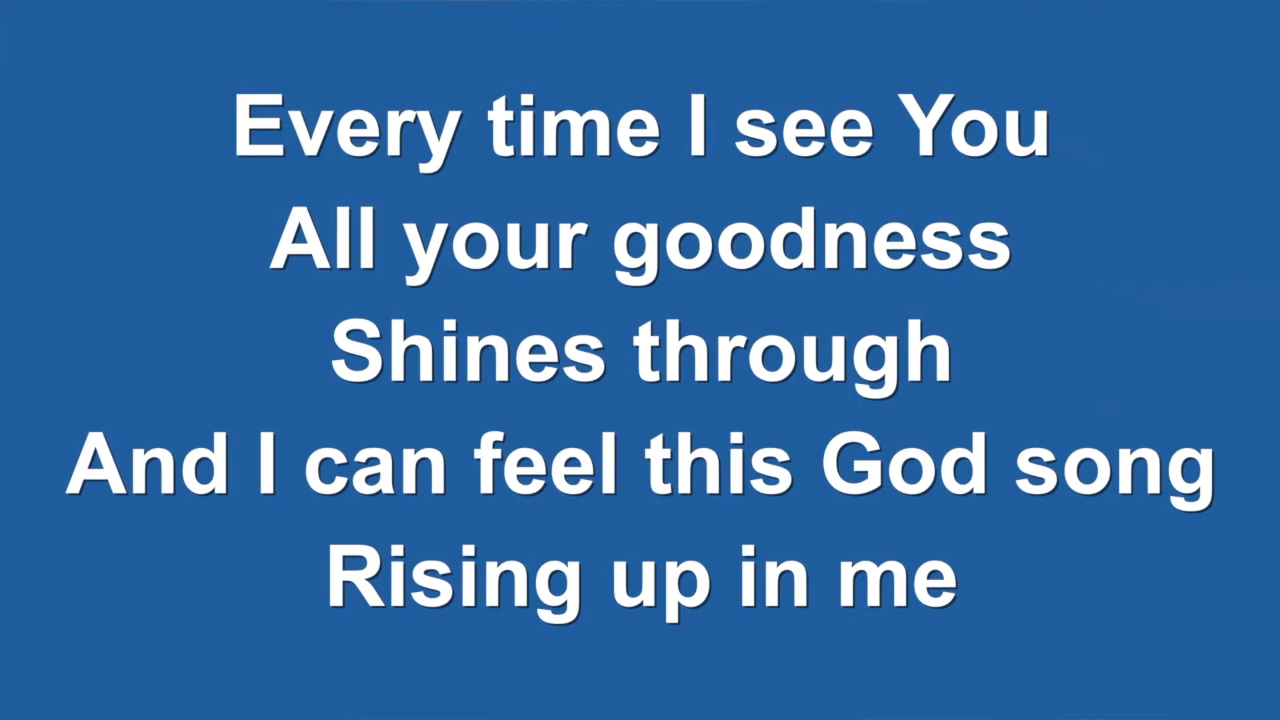 Every time I see You
All your goodness
Shines through
And I can feel this God song
Rising up in me